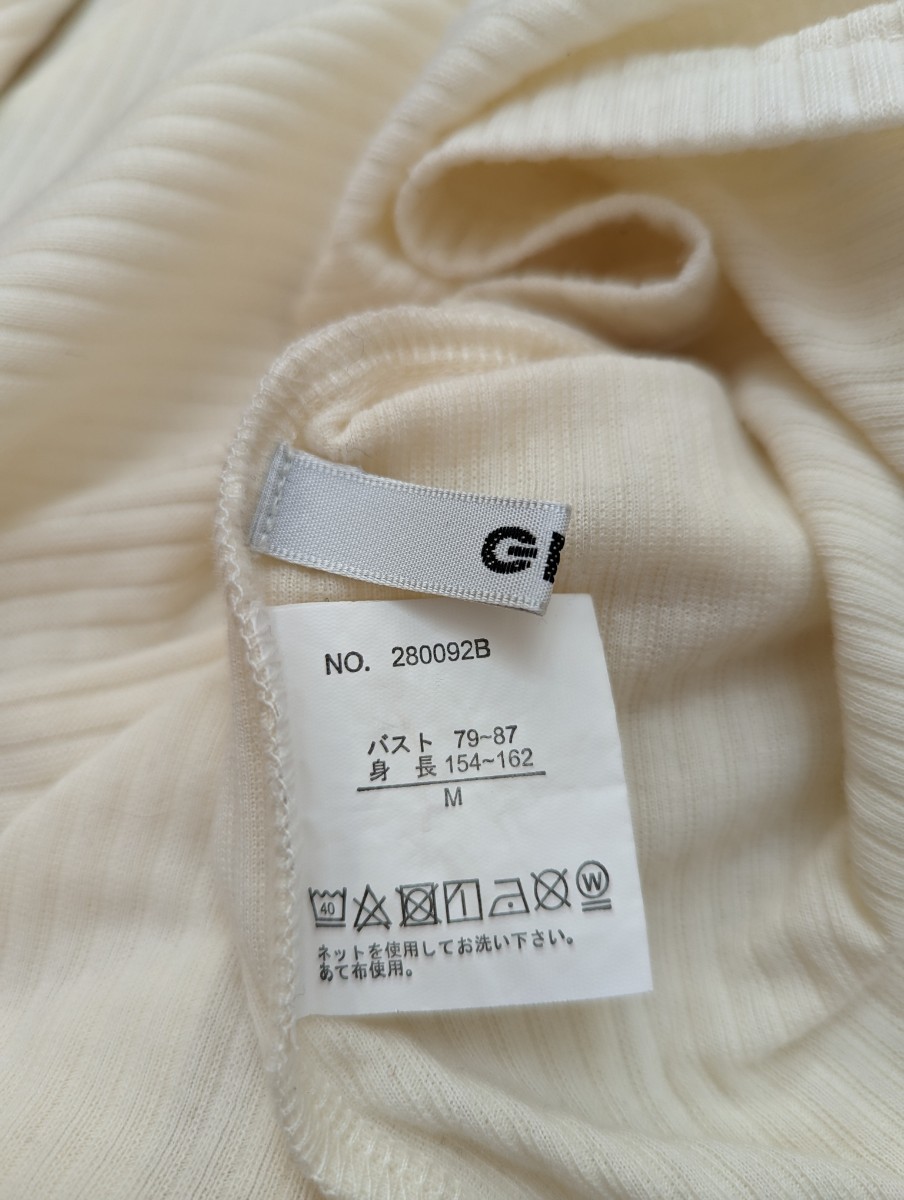 G
NO. 280092B
バスト 79~87
身 長 154~162
M
40 W
ネットを使用してお洗い下さい。
あて布使用。